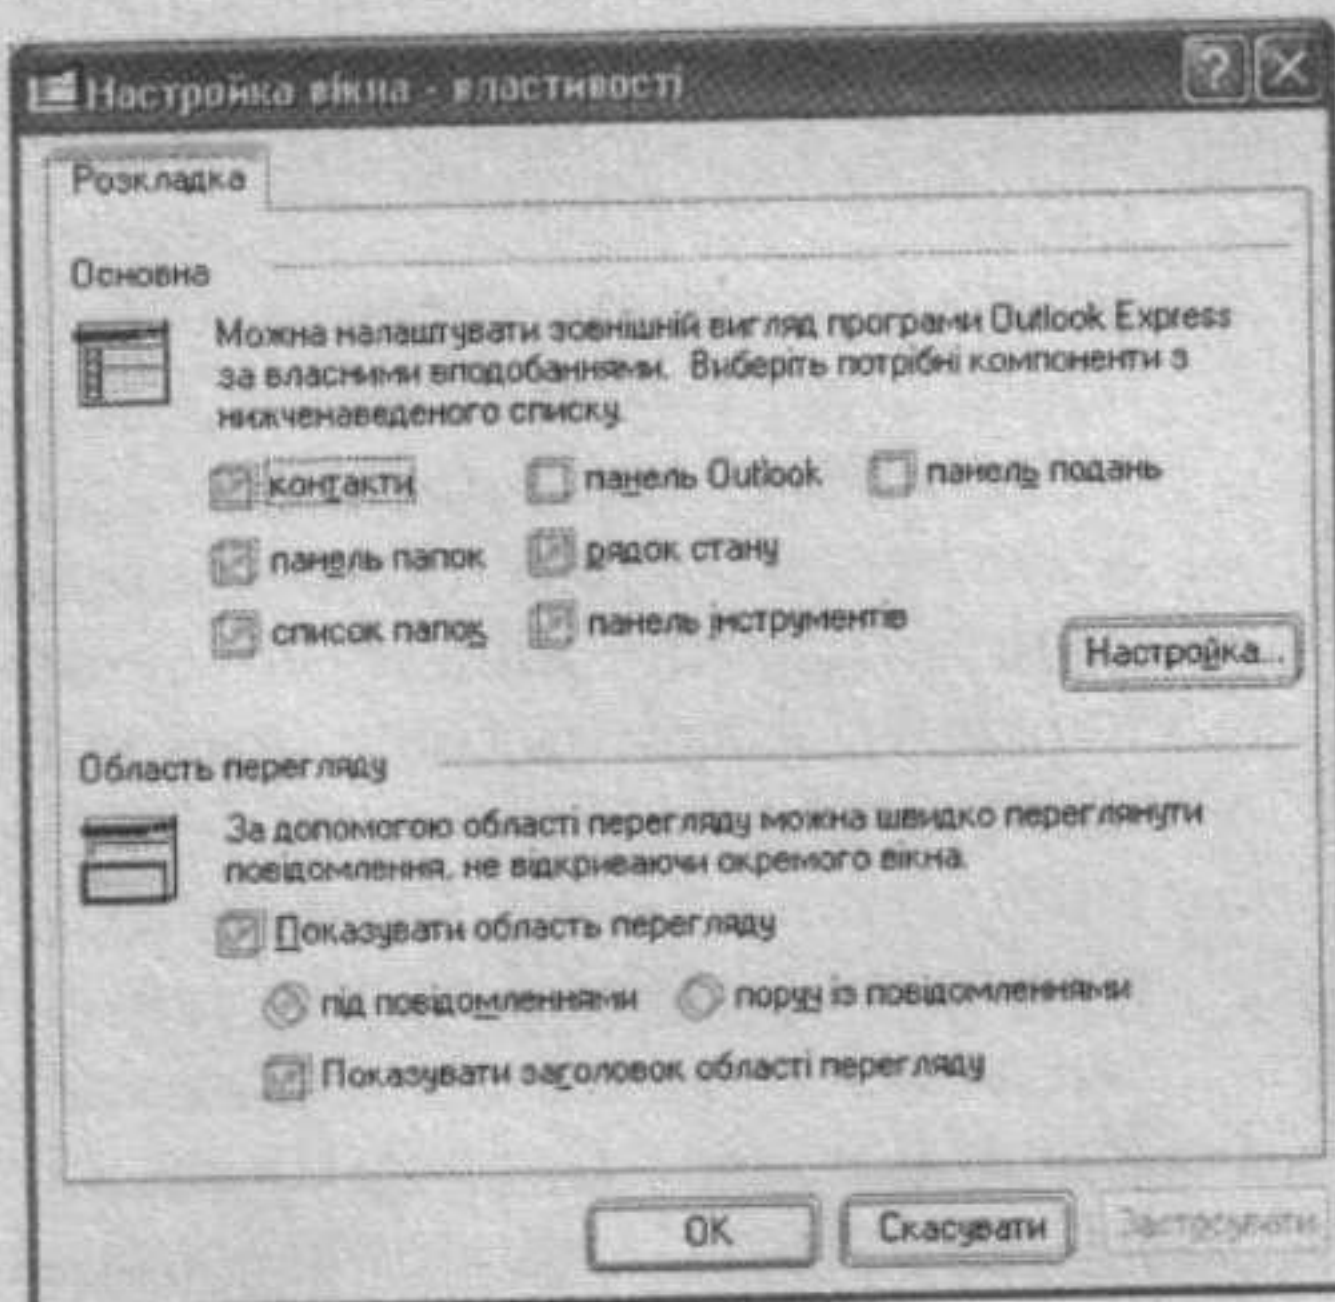 Настройка вікна - властивості
Розкладка
Основна
Можна налаштувати зовнішній вигляд програми Outlook Express
за власними вподобаннями. Виберіть потрібні компоненти з
нижченаведеного списку.
контакти панель Outlook панель подань
панель папок рядок стану
список папок панель інструментів
Настройка...
Область перегляду
За допомогою області перегляду можна швидко переглянути
повідомлення, не відкриваючи окремого вікна.
Показувати область перегляду
під повідомленнями поруч із повідомленнями
Показувати заголовок області перегляду
OK Скасувати Застосувати